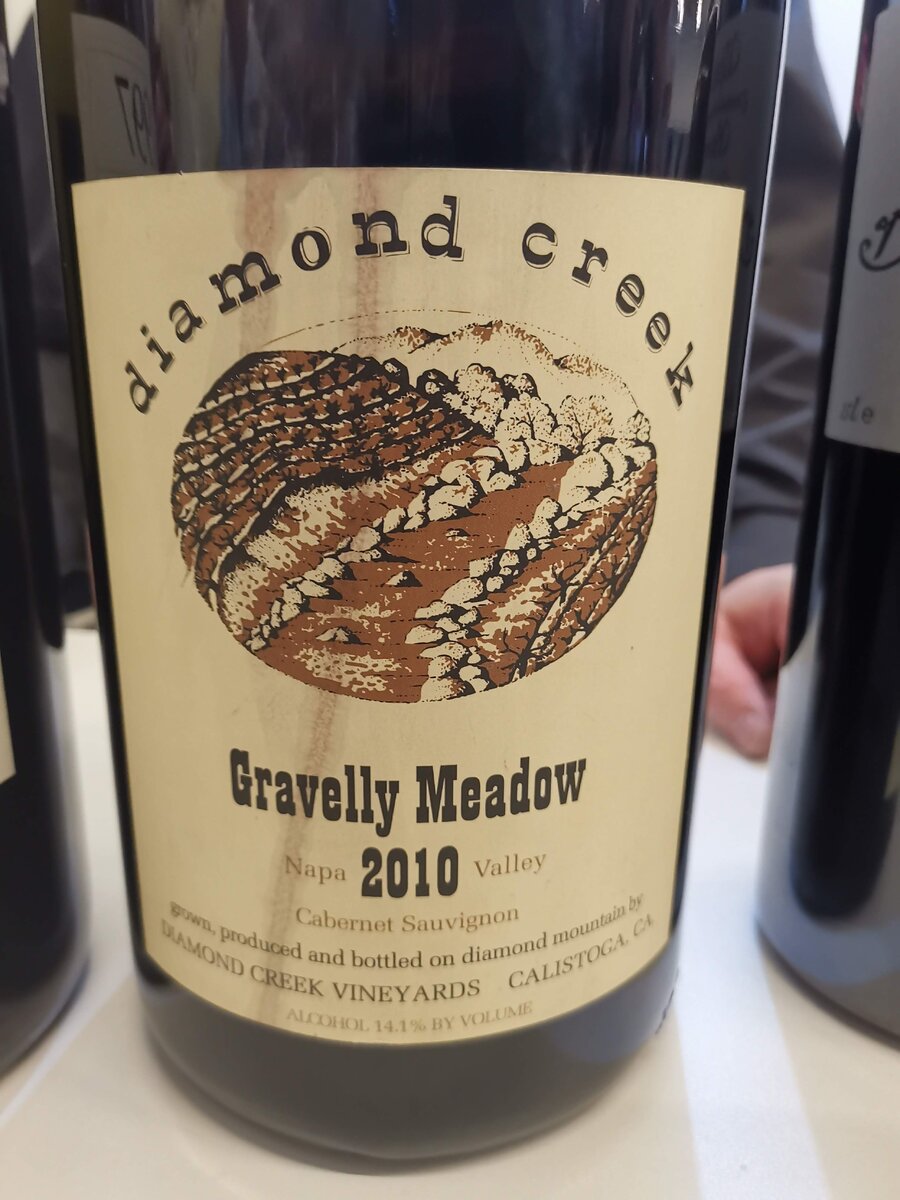 diamond creek
Gravelly Meadow
Napa 2010 Valley
Cabernet Sauvignon
grown, produced and bottled on diamond mountain by
DIAMOND CREEK VINEYARDS CALISTOGA, CA
ALCOHOL 14.1% BY VOLUME